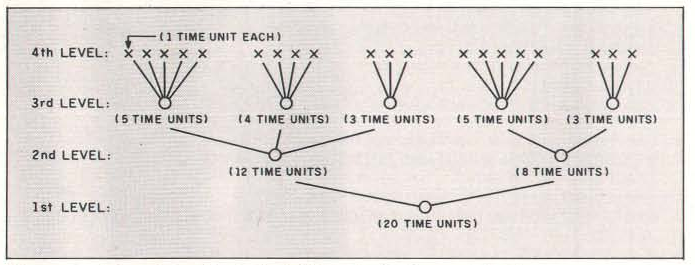 (1 TIME UNIT EACH)
4th LEVEL: × × × × × × × × × × × × × × × × × × × ×
3rd LEVEL:
(5 TIME UNITS) (4 TIME UNITS) (3 TIME UNITS) (5 TIME UNITS) (3 TIME UNITS)
2nd LEVEL:
(12 TIME UNITS) (8 TIME UNITS)
1st LEVEL:
(20 TIME UNITS)